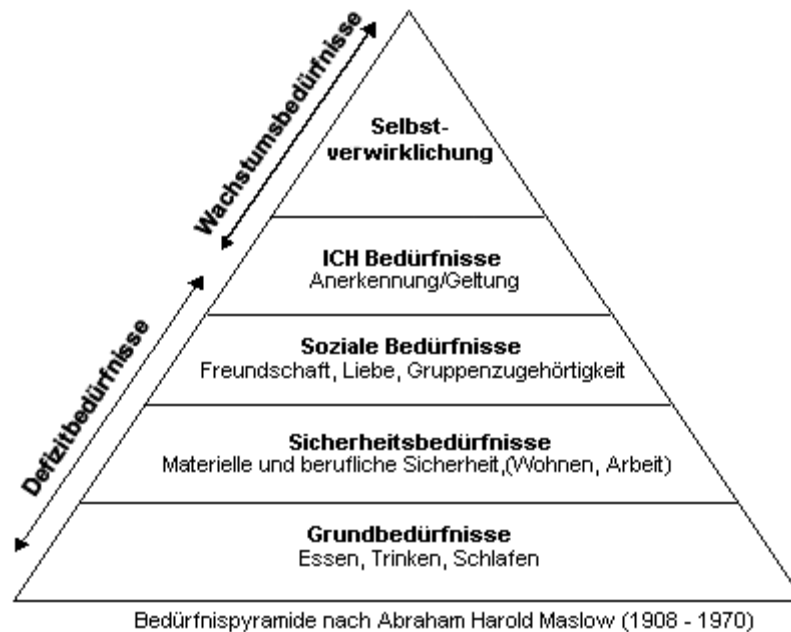 Wachstumsbedürfnisse
Defizitbedürfnisse
Selbst-
verwirklichung
ICH Bedürfnisse
Anerkennung/Geltung
Soziale Bedürfnisse
Freundschaft, Liebe, Gruppenzugehörtigkeit
Sicherheitsbedürfnisse
Materielle und berufliche Sicherheit,(Wohnen, Arbeit)
Grundbedürfnisse
Essen, Trinken, Schlafen
Bedürfnispyramide nach Abraham Harold Maslow (1908 - 1970)